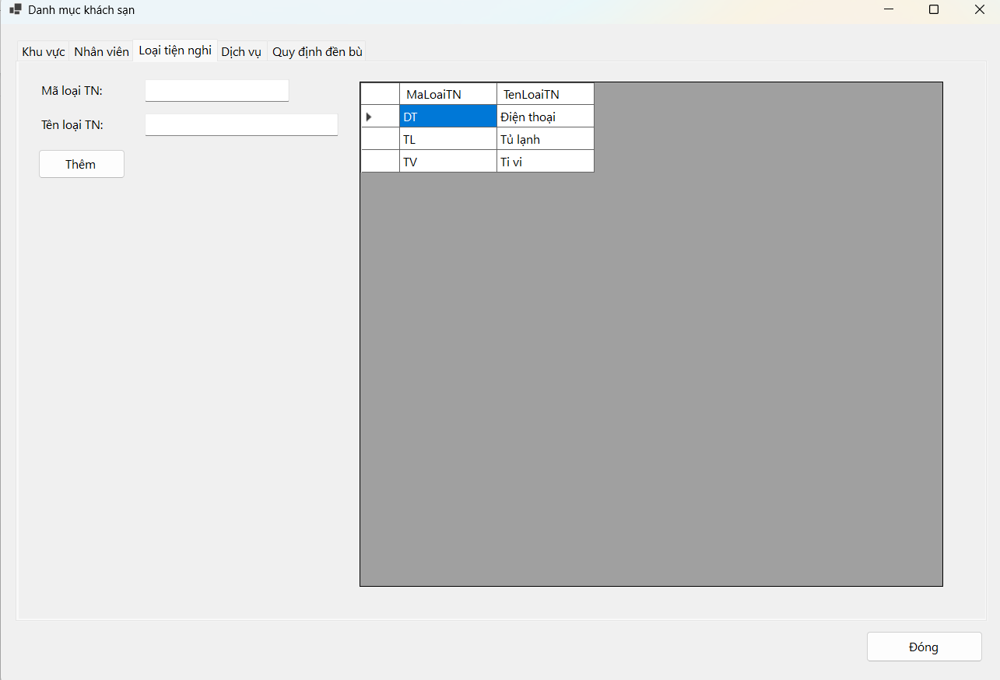 Danh mục khách sạn
Khu vực Nhân viên Loại tiện nghi Dịch vụ Quy định đền bù
Mã loại TN:
Tên loại TN:
Thêm
MaLoaiTN TenLoaiTN
DT Điện thoại
TL Tủ lạnh
TV Ti vi
Đóng